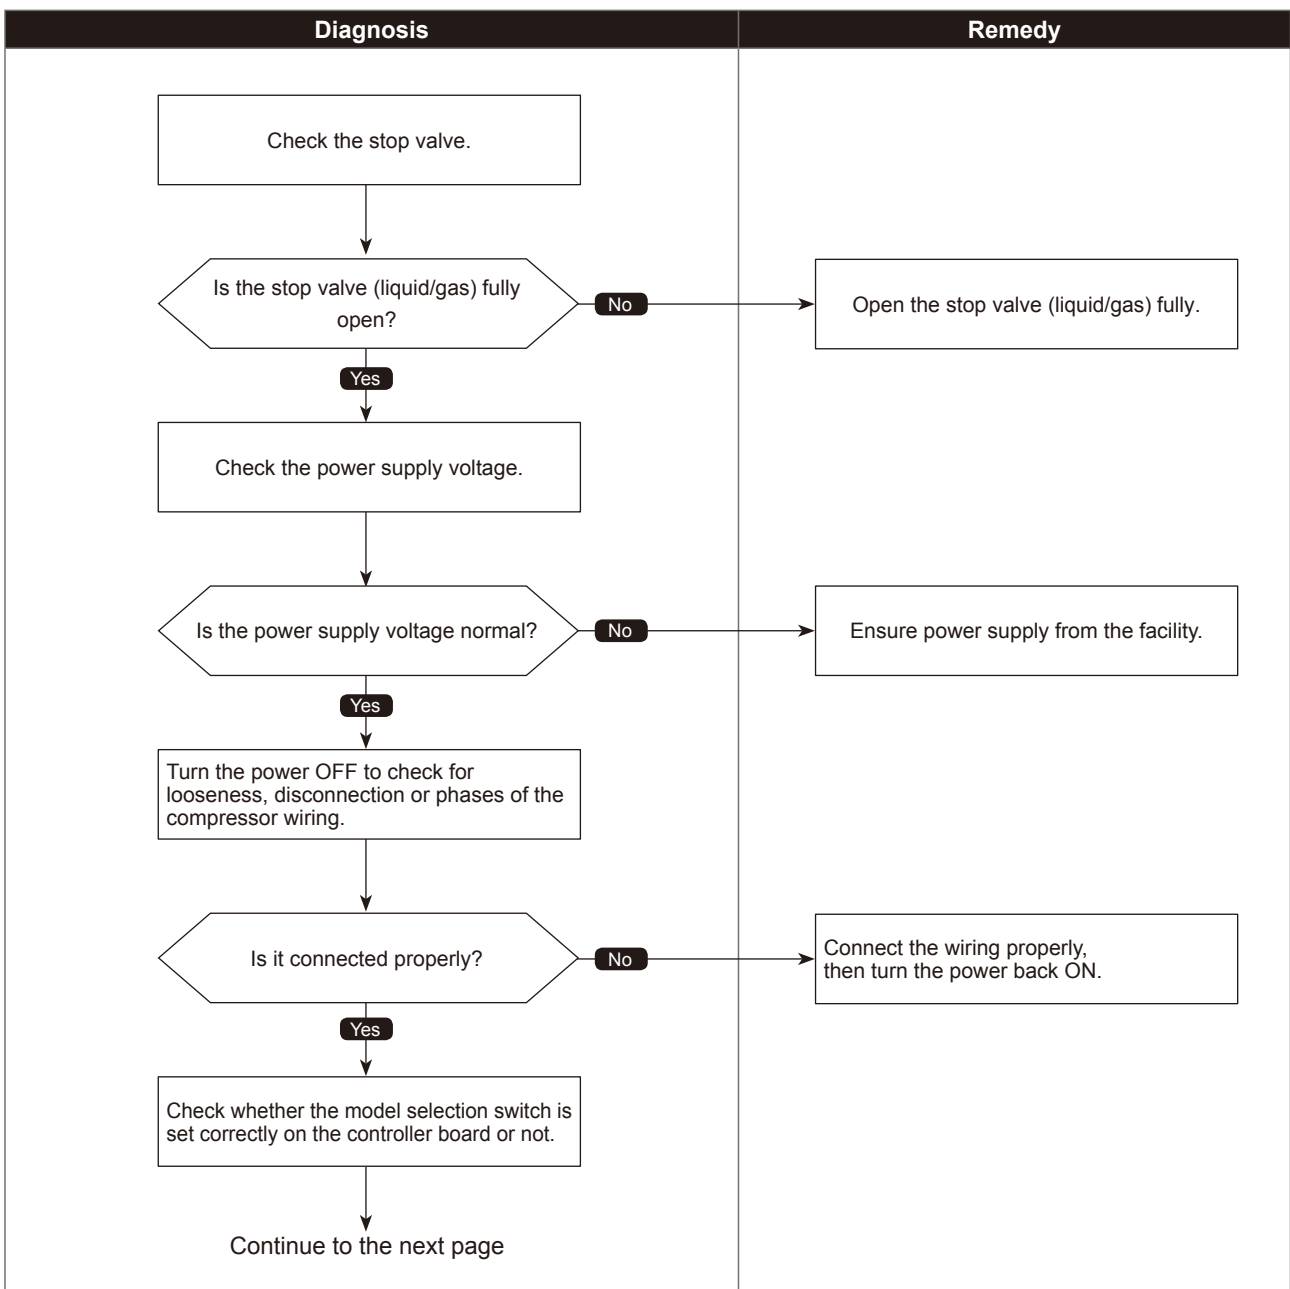 Diagnosis
Remedy
Check the stop valve.
Is the stop valve (liquid/gas) fully
open?
No
Open the stop valve (liquid/gas) fully.
Yes
Check the power supply voltage.
Is the power supply voltage normal?
No
Ensure power supply from the facility.
Yes
Turn the power OFF to check for
looseness, disconnection or phases of the
compressor wiring.
Is it connected properly?
No
Connect the wiring properly,
then turn the power back ON.
Yes
Check whether the model selection switch is
set correctly on the controller board or not.
Continue to the next page